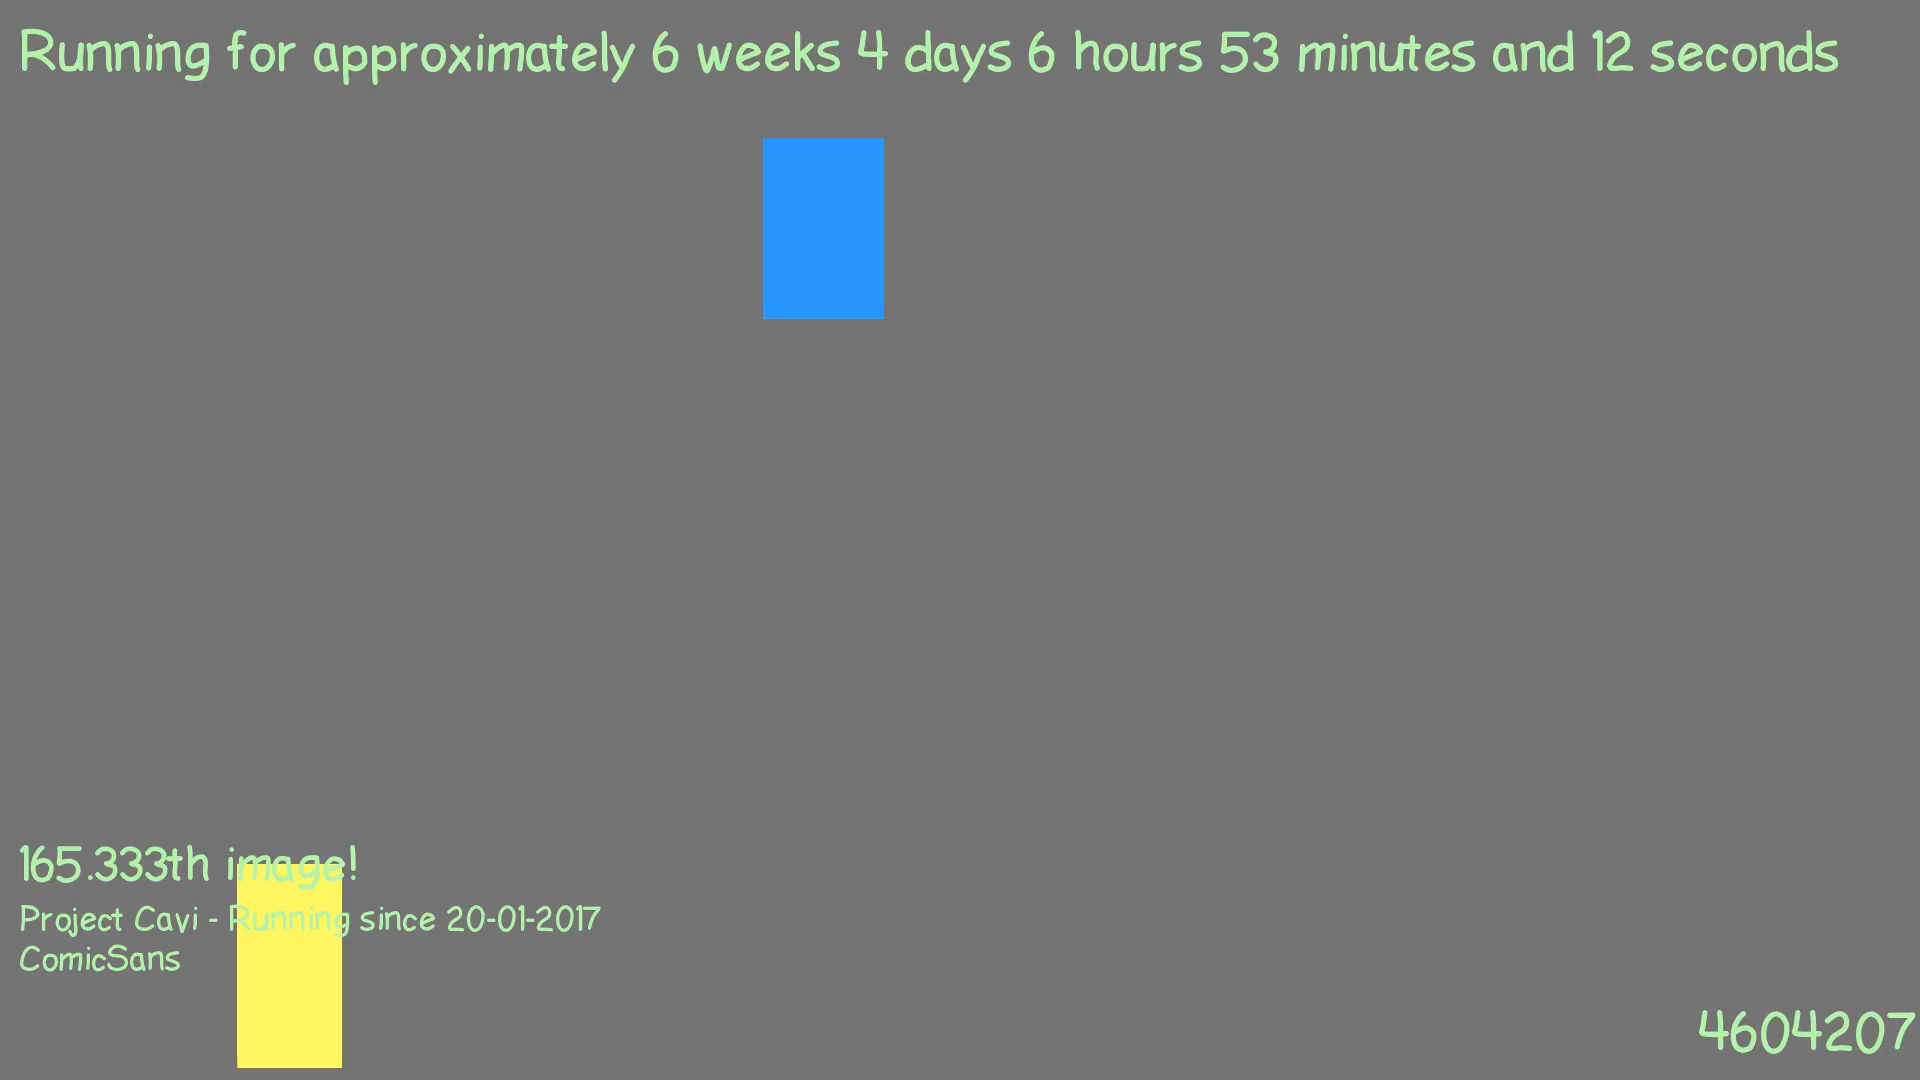 Running for approximately 6 weeks 4 days 6 hours 53 minutes and 12 seconds
165.333th image!
Project Cavi - Running since 20-01-2017
ComicSans
4604207